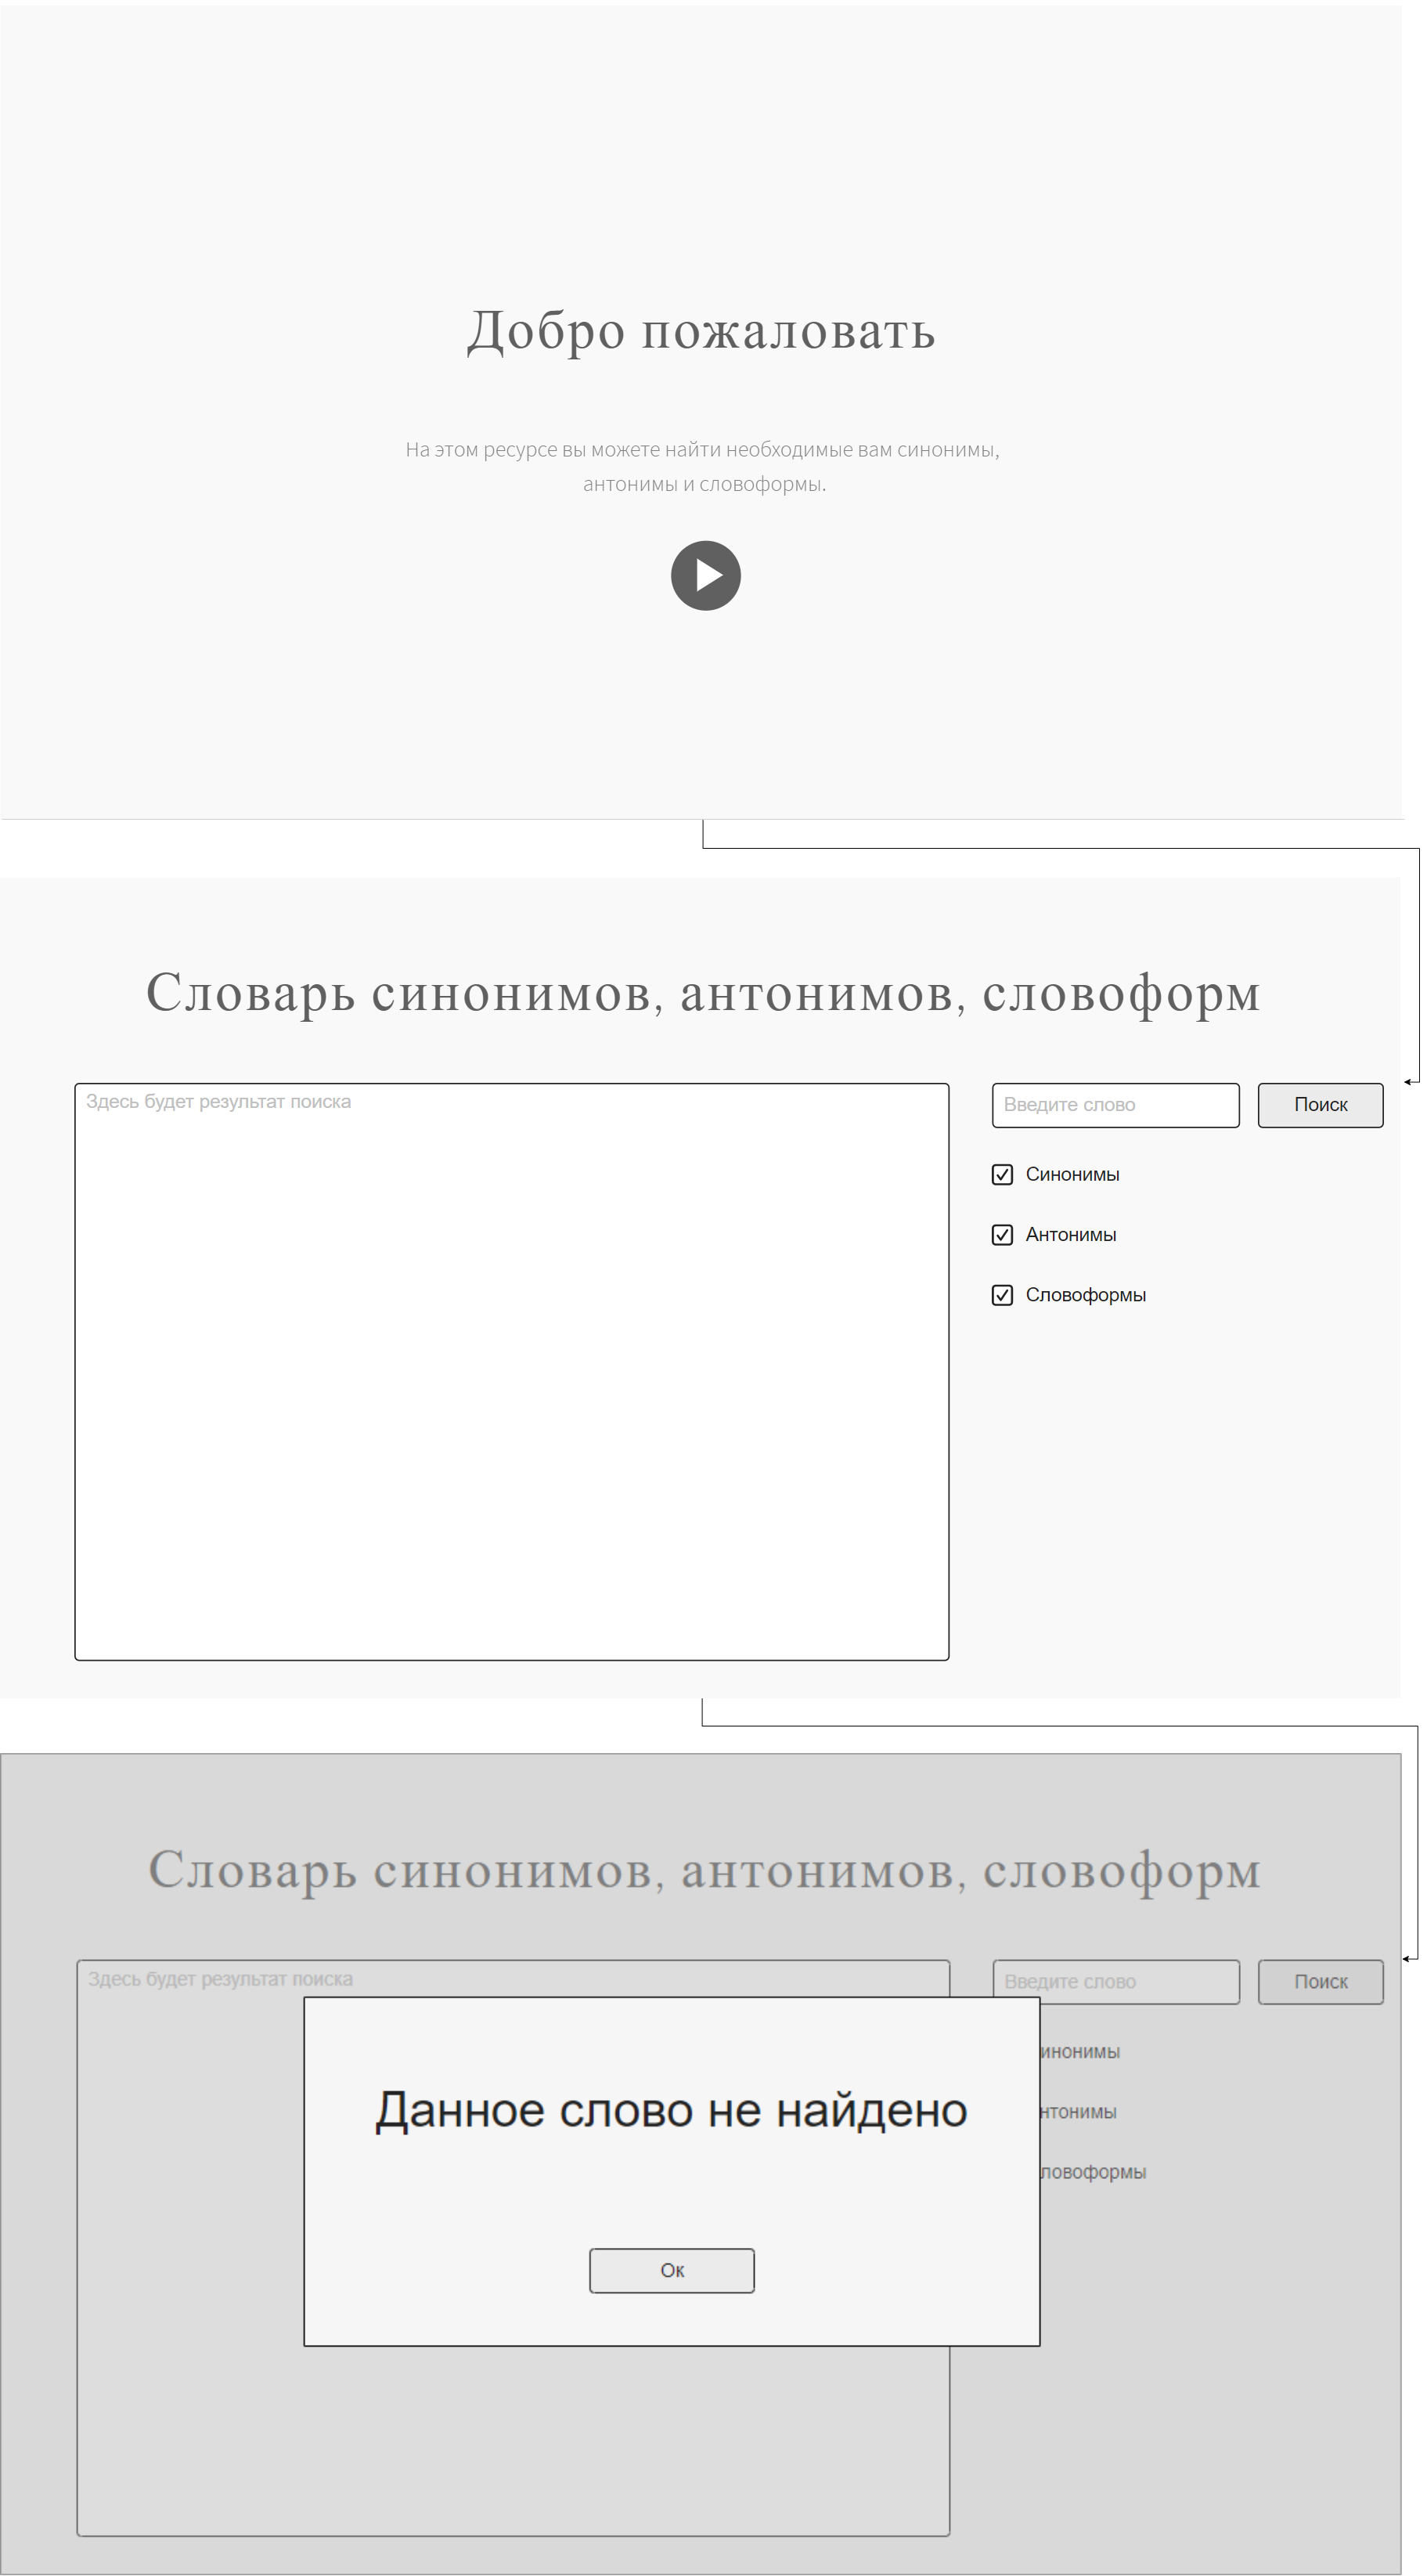 Добро пожаловать
На этом ресурсе вы можете найти необходимые вам синонимы,
антонимы и словоформы.
Словарь синонимов, антонимов, словоформ
Здесь будет результат поиска
Введите слово
Поиск
Синонимы
Антонимы
Словоформы
Словарь синонимов, антонимов, словоформ
Здесь будет результат поиска
Введите слово
Поиск
инонимы
нтонимы
ловоформы
Данное слово не найдено
Ок